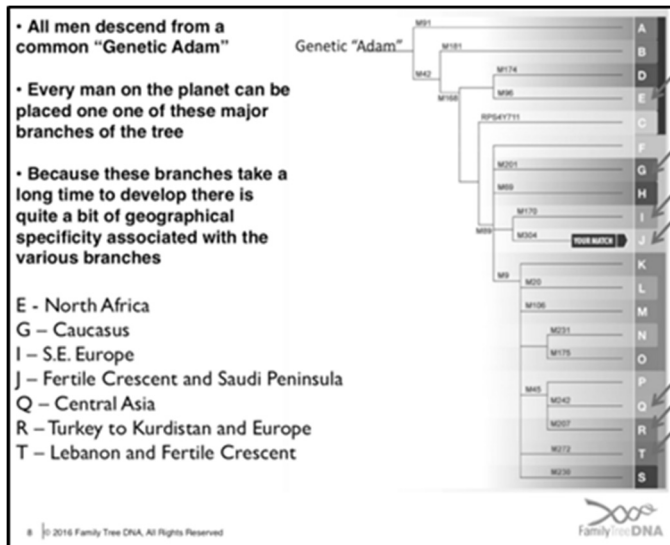 • All men descend from a
common “Genetic Adam”
• Every man on the planet can be
placed one one of these major
branches of the tree
• Because these branches take a
long time to develop there is
quite a bit of geographical
specificity associated with the
various branches
E - North Africa
G – Caucasus
I – S.E. Europe
J – Fertile Crescent and Saudi Peninsula
Q – Central Asia
R – Turkey to Kurdistan and Europe
T – Lebanon and Fertile Crescent
Genetic “Adam”
M91
A
M181
B
M42
M174
D
M168
M96
E
RPS4Y711
C
F
M201
G
M69
H
M170
I
M89
M304
YOUR MATCH
J
M9
K
M20
L
M106
M
M231
N
M175
O
M45
P
M242
Q
M207
R
M272
T
M230
S
8 | © 2016 Family Tree DNA, All Rights Reserved
FamilyTreeDNA